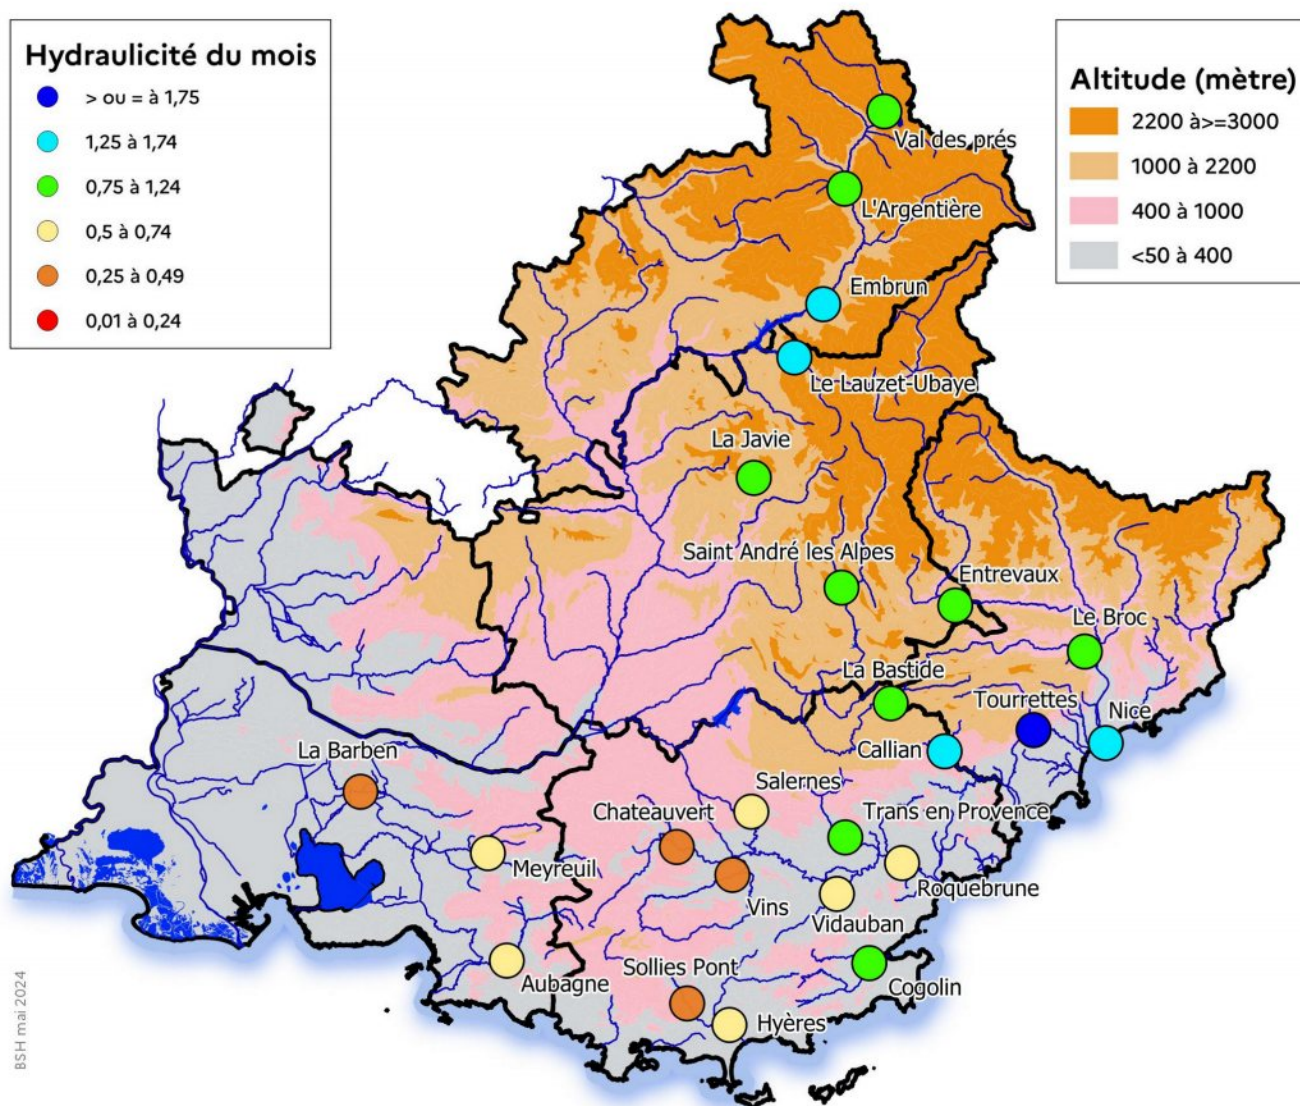 Hydraulicité du mois
> ou = à 1,75
1,25 à 1,74
0,75 à 1,24
0,5 à 0,74
0,25 à 0,49
0,01 à 0,24
Altitude (mètre)
2200 à>=3000
1000 à 2200
400 à 1000
<50 à 400
Val des prés
L'Argentière
Embrun
Le Lauzet-Ubaye
La Javie
Saint André les Alpes
Entrevaux
Le Broc
La Bastide
Tourrettes
Nice
Callian
La Barben
Salernes
Chateauvert
Trans en Provence
Meyreuil
Roquebrune
Vins
Vidauban
Sollies Pont
Aubagne
Cogolin
Hyères
BSH mai 2024